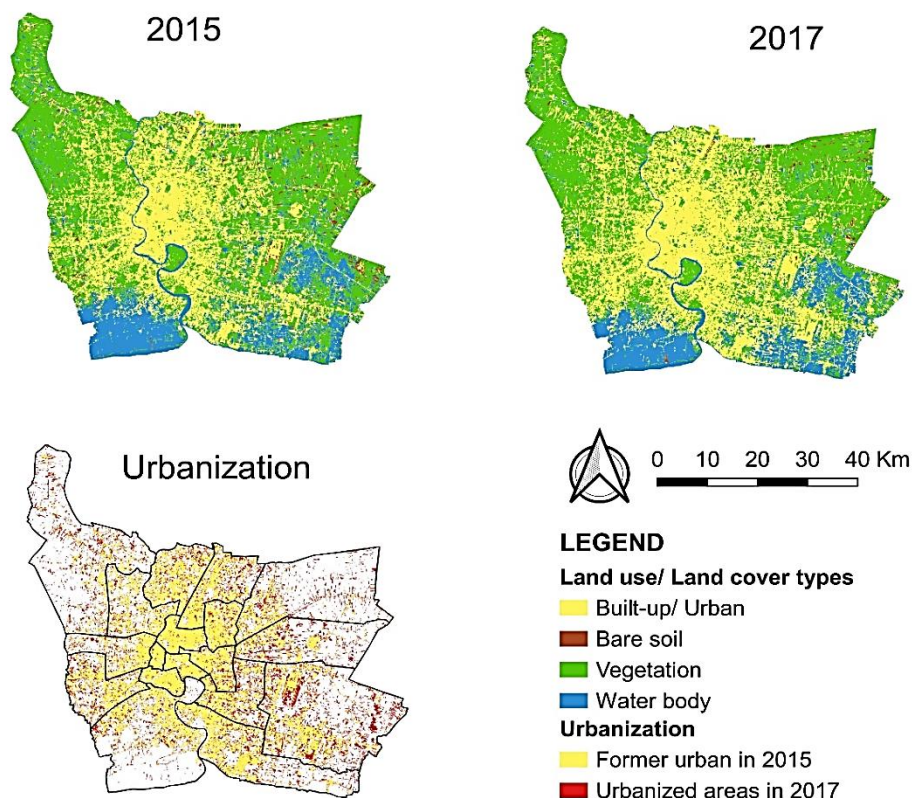 2015
2017
Urbanization
0 10 20 30 40 Km
LEGEND
Land use/ Land cover types
Built-up/ Urban
Bare soil
Vegetation
Water body
Urbanization
Former urban in 2015
Urbanized areas in 2017